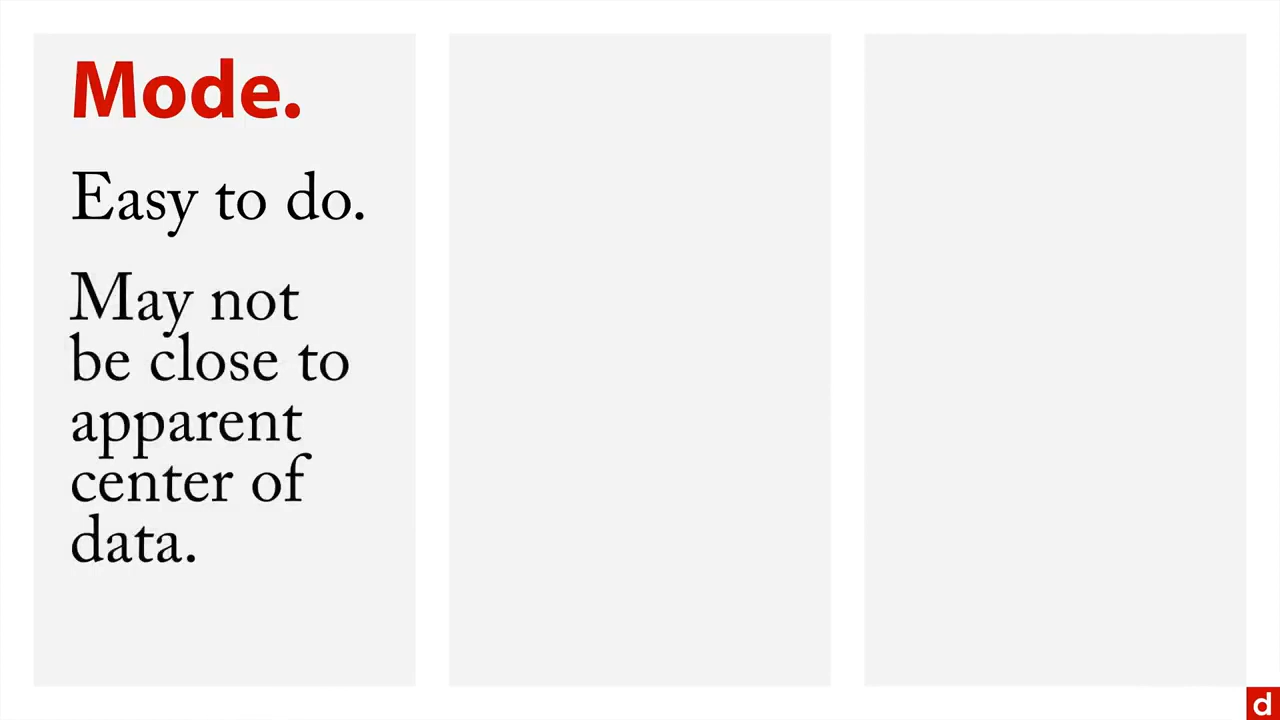 Mode.
Easy to do.
May not
be close to
apparent
center of
data.
d